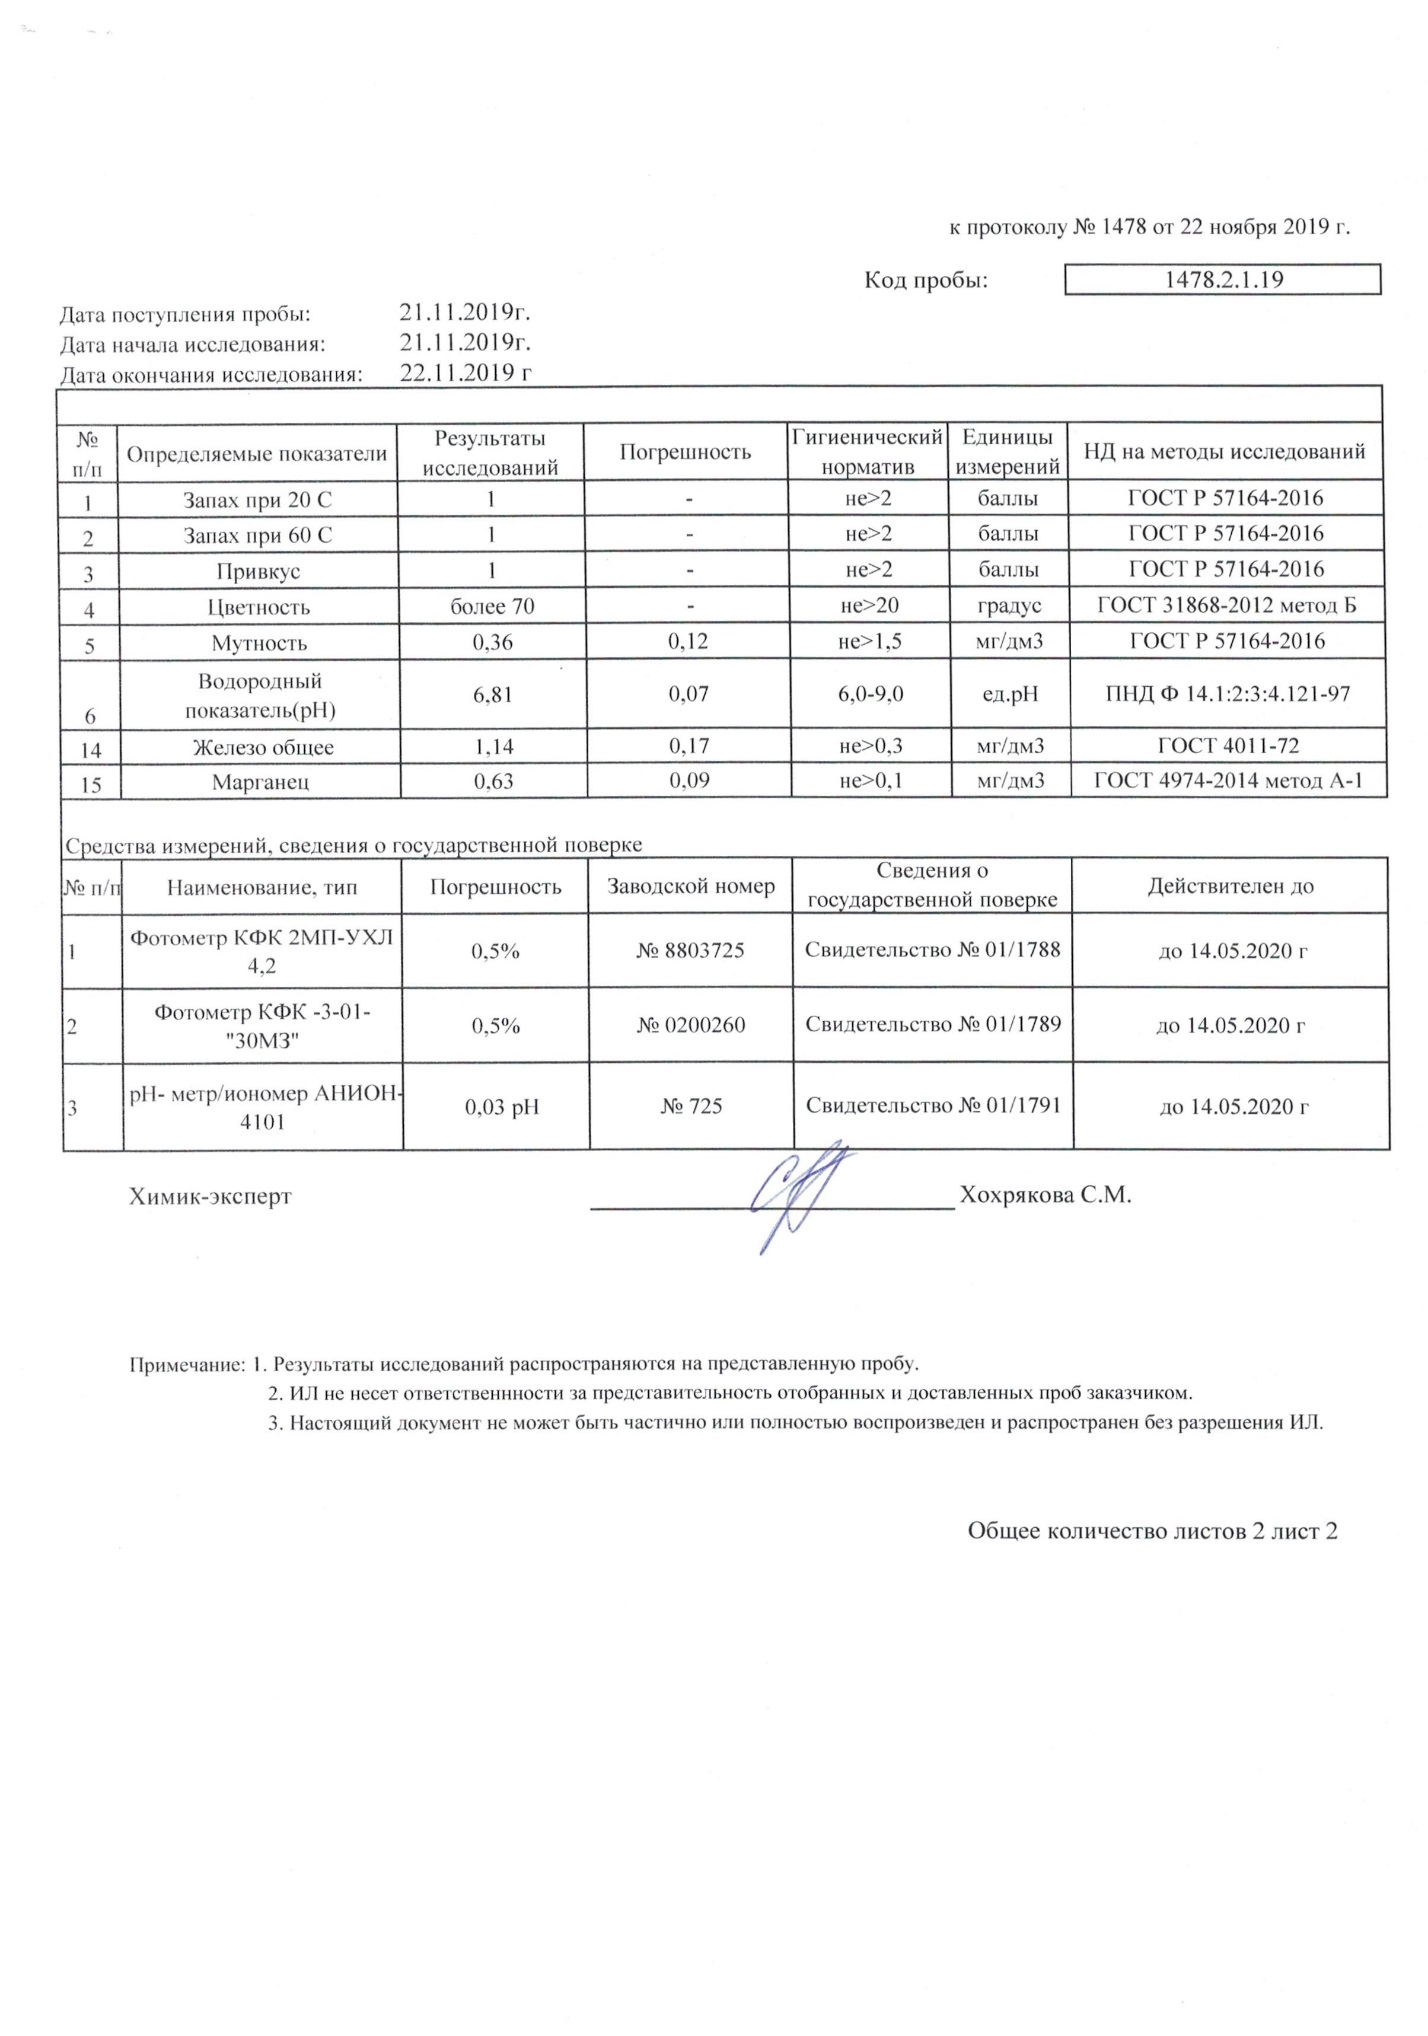 к протоколу № 1478 от 22 ноября 2019 г.
Код пробы: 1478.2.1.19
Дата поступления пробы: 21.11.2019г.
Дата начала исследования: 21.11.2019г.
Дата окончания исследования: 22.11.2019 г
№ п/п Определяемые показатели Результаты исследований Погрешность Гигиенический норматив Единицы измерений НД на методы исследований
1 Запах при 20 С 1 - не>2 баллы ГОСТ Р 57164-2016
2 Запах при 60 С 1 - не>2 баллы ГОСТ Р 57164-2016
3 Привкус 1 - не>2 баллы ГОСТ Р 57164-2016
4 Цветность более 70 - не>20 градус ГОСТ 31868-2012 метод Б
5 Мутность 0,36 0,12 не>1,5 мг/дм3 ГОСТ Р 57164-2016
6 Водородный показатель(pH) 6,81 0,07 6,0-9,0 ед.pH ПНД Ф 14.1:2:3:4.121-97
14 Железо общее 1,14 0,17 не>0,3 мг/дм3 ГОСТ 4011-72
15 Марганец 0,63 0,09 не>0,1 мг/дм3 ГОСТ 4974-2014 метод А-1
Средства измерений, сведения о государственной поверке
№ п/п Наименование, тип Погрешность Заводской номер Сведения о государственной поверке Действителен до
1 Фотометр КФК 2МП-УХЛ 4,2 0,5% № 8803725 Свидетельство № 01/1788 до 14.05.2020 г
2 Фотометр КФК -3-01- "ЗОМЗ" 0,5% № 0200260 Свидетельство № 01/1789 до 14.05.2020 г
3 pH- метр/иономер АНИОН-4101 0,03 pH № 725 Свидетельство № 01/1791 до 14.05.2020 г
Химик-эксперт Хохрякова С.М.
Примечание: 1. Результаты исследований распространяются на представленную пробу.
2. ИЛ не несет ответственнности за представительность отобранных и доставленных проб заказчиком.
3. Настоящий документ не может быть частично или полностью воспроизведен и распространен без разрешения ИЛ.
Общее количество листов 2 лист 2